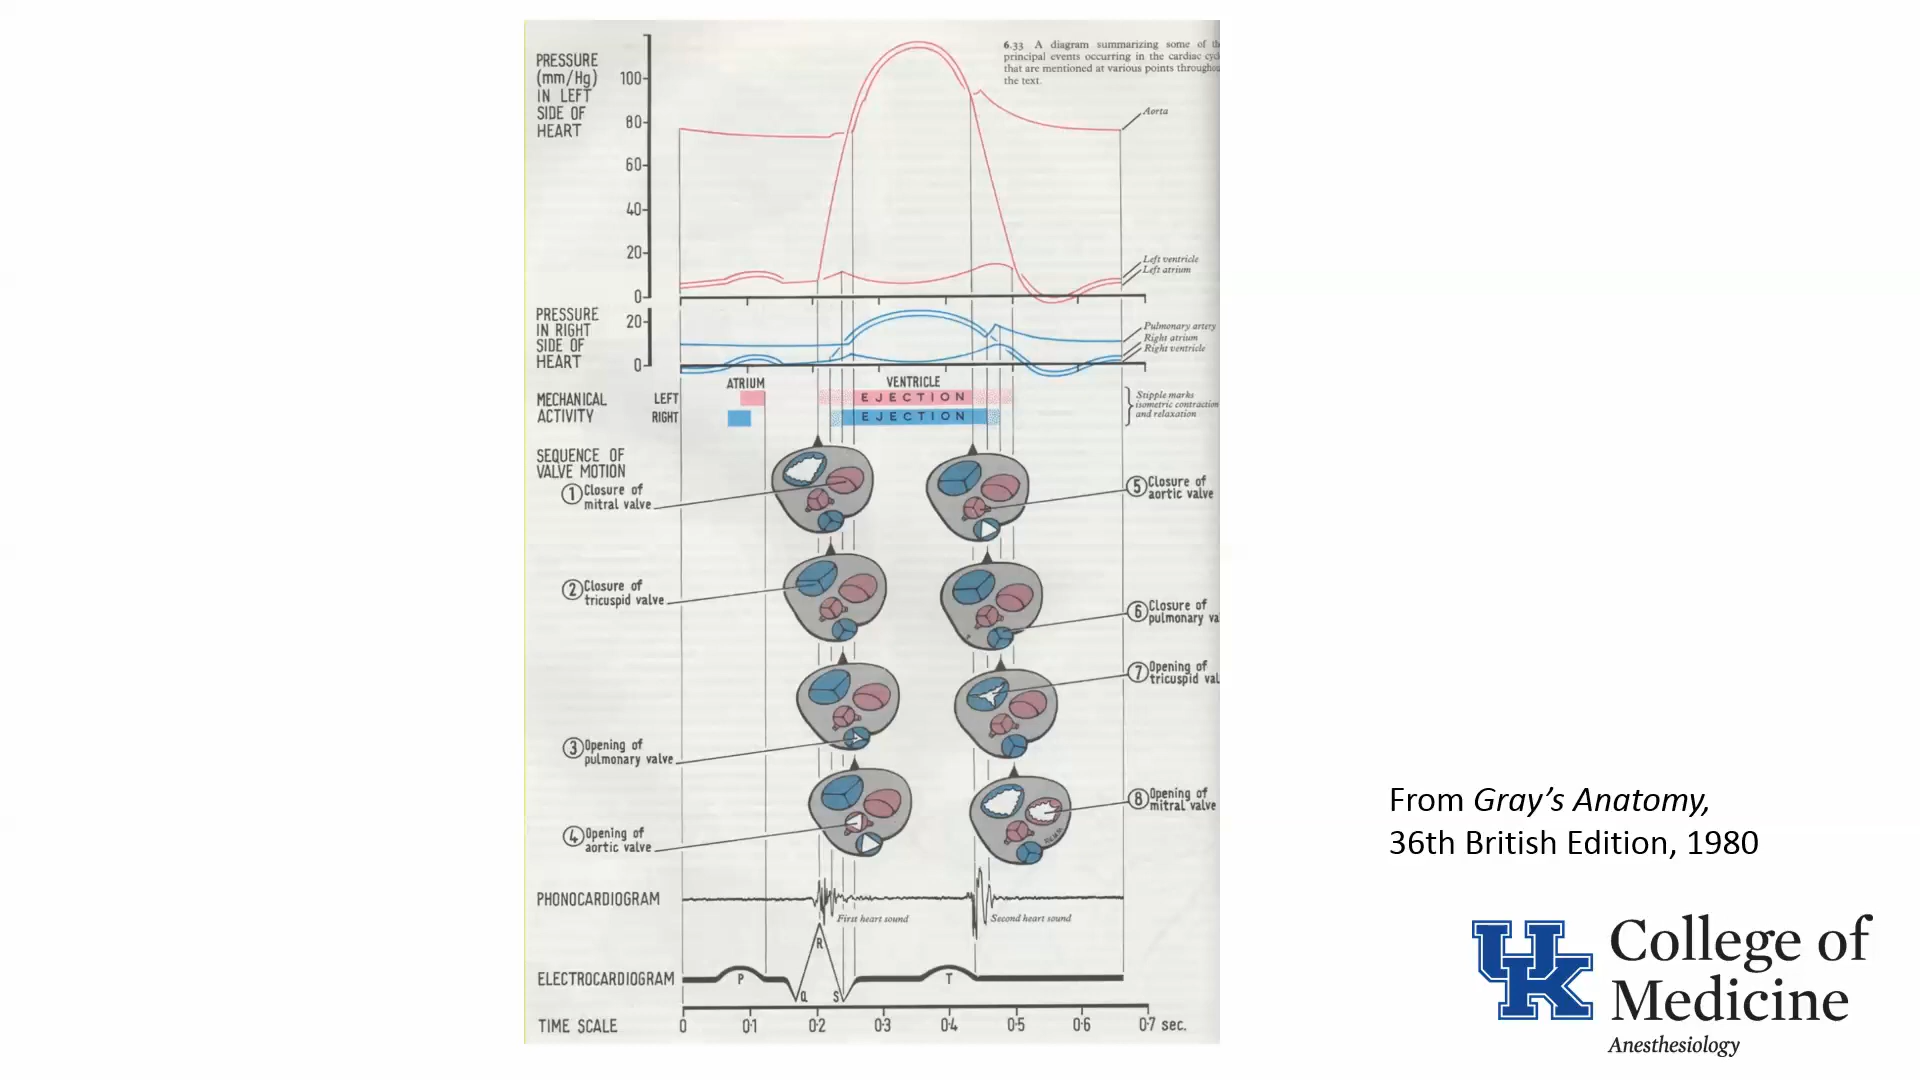 6.33 A diagram summarizing some of
principal events occurring in the cardiac
that are mentioned at various points
the text.
PRESSURE
(mm/Hg)
IN LEFT
SIDE OF
HEART
100
80
60
40
20
0
Aorta
Left ventricle
Left atrium
PRESSURE
IN RIGHT
SIDE OF
HEART
20
0
Pulmonary artery
Right atrium
Right ventricle
MECHANICAL
ACTIVITY
LEFT
RIGHT
ATRIUM
VENTRICLE
EJECTION
EJECTION
Stipple marks
isometric contraction
and relaxation
SEQUENCE OF
VALVE MOTION
1 Closure of
mitral valve
2 Closure of
tricuspid valve
3 Opening of
pulmonary valve
4 Opening of
aortic valve
5 Closure of
aortic valve
6 Closure of
pulmonary va
7 Opening of
tricuspid val
8 Opening of
mitral valve
PHONOCARDIOGRAM
First heart sound
Second heart sound
ELECTROCARDIOGRAM
P
Q
R
S
T
TIME SCALE
0 0·1 0·2 0·3 0·4 0·5 0·6 0·7 sec.
From Gray's Anatomy,
36th British Edition, 1980
UK College of
Medicine
Anesthesiology